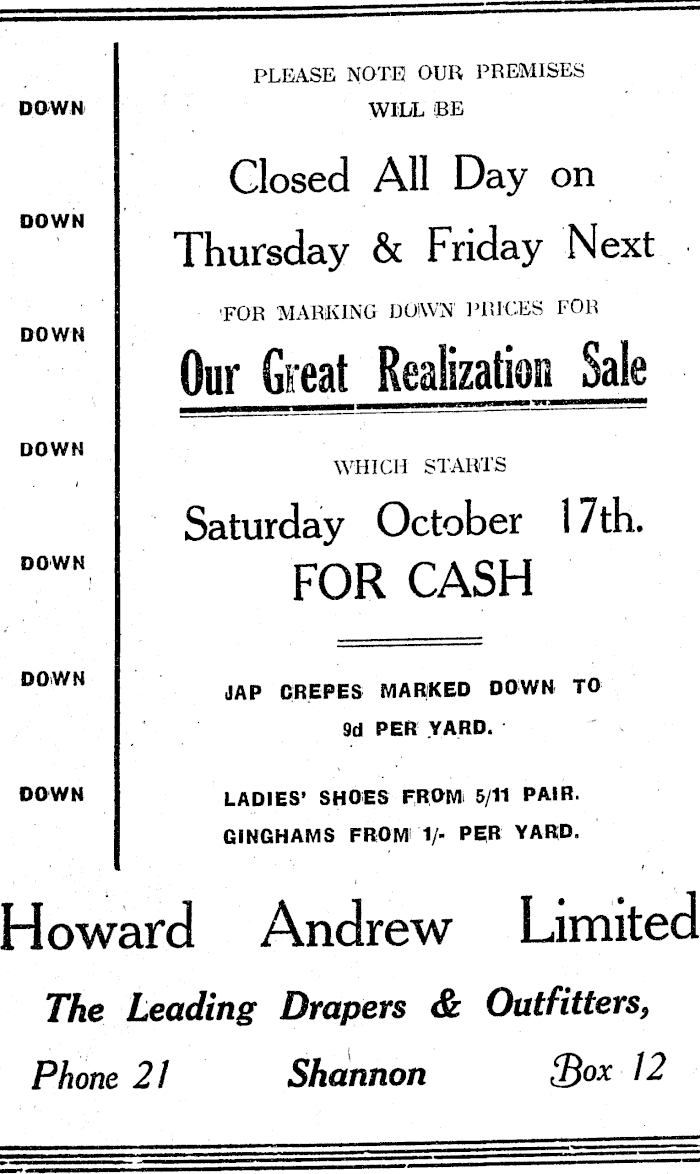 DOWN
DOWN
DOWN
DOWN
DOWN
DOWN
DOWN
PLEASE NOTE OUR PREMISES
WILL BE
Closed All Day on
Thursday & Friday Next
FOR MARKING DOWN PRICES FOR
Our Great Realization Sale
WHICH STARTS
Saturday October 17th.
FOR CASH
JAP CREPES MARKED DOWN TO
9d PER YARD.
LADIES' SHOES FROM 5/11 PAIR.
GINGHAMS FROM 1/- PER YARD.
Howard Andrew Limited
The Leading Drapers & Outfitters,
Phone 21 Shannon Box 12